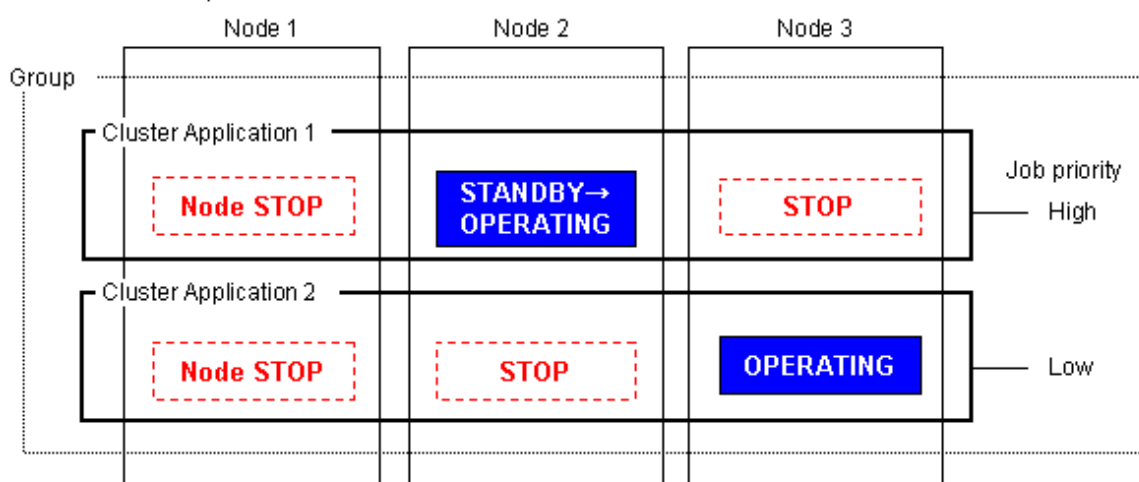 Node 1 Node 2 Node 3
Group
Cluster Application 1
Job priority
Node STOP STANDBY→ OPERATING STOP High
Cluster Application 2
Node STOP STOP OPERATING Low